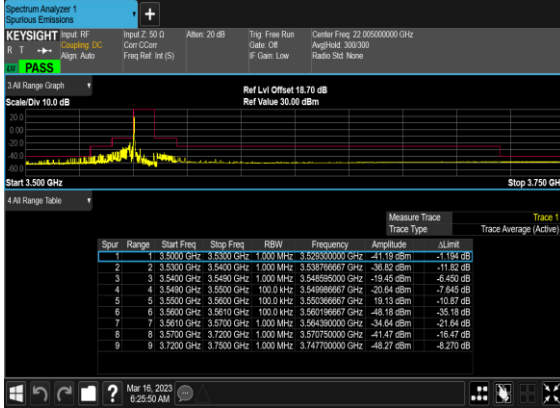 Spectrum Analyzer 1
Spurious Emissions
+
KEYSIGHT Input: RF Input Z: 50 Ω Atten: 20 dB Trig: Free Run Center Freq: 22.005000000 GHz
R T Coupling: DC Corr CCorr Gate: Off Avg|Hold: 300/300
Align: Auto Freq Ref: Int (S) IF Gain: Low Radio Std: None
PASS
3 All Range Graph
Ref Lvl Offset 18.70 dB
Scale/Div 10.0 dB Ref Value 30.00 dBm
20.0
0.00
-20.0
-40.0
-60.0
Start 3.500 GHz Stop 3.750 GH
4 All Range Table
Measure Trace Trace 1
Trace Type Trace Average (Active)
Spur Range Start Freq Stop Freq RBW Frequency Amplitude ΔLimit
1 1 3.5000 GHz 3.5300 GHz 1.000 MHz 3.529300000 GHz -41.19 dBm -1.194 dB
2 2 3.5300 GHz 3.5400 GHz 1.000 MHz 3.538766667 GHz -36.82 dBm -11.82 dB
3 3 3.5400 GHz 3.5490 GHz 1.000 MHz 3.548595000 GHz -19.45 dBm -6.450 dB
4 4 3.5490 GHz 3.5500 GHz 100.0 kHz 3.549986667 GHz -20.64 dBm -7.645 dB
5 5 3.5500 GHz 3.5600 GHz 100.0 kHz 3.550366667 GHz 19.13 dBm -10.87 dB
6 6 3.5600 GHz 3.5610 GHz 100.0 kHz 3.560196667 GHz -48.18 dBm -35.18 dB
7 7 3.5610 GHz 3.5700 GHz 1.000 MHz 3.564390000 GHz -34.64 dBm -21.64 dB
8 8 3.5700 GHz 3.7200 GHz 1.000 MHz 3.570750000 GHz -41.47 dBm -16.47 dB
9 9 3.7200 GHz 3.7500 GHz 1.000 MHz 3.747700000 GHz -48.27 dBm -8.270 dB
? Mar 16, 2023
6:25:50 AM